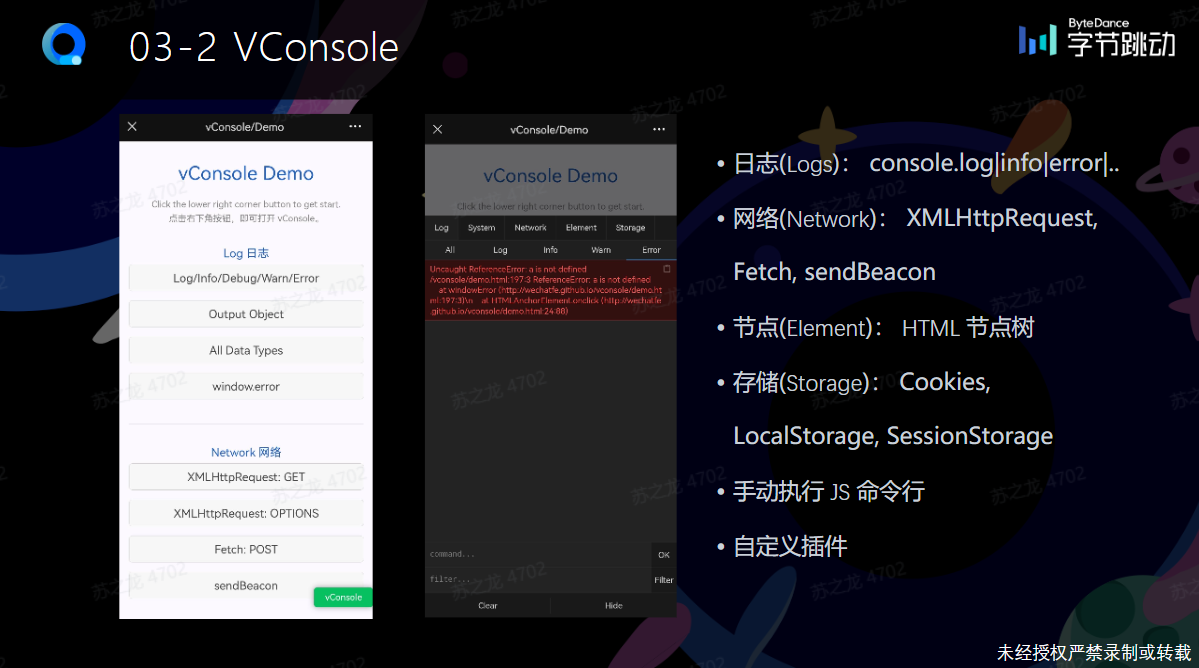 03-2 VConsole
ByteDance
字节跳动
vConsole/Demo
vConsole Demo
Click the lower right corner button to get start.
点击右下角按钮，即可打开 vConsole。
Log 日志
Log/Info/Debug/Warn/Error
Output Object
All Data Types
window.error
Network 网络
XMLHttpRequest: GET
XMLHttpRequest: OPTIONS
Fetch: POST
sendBeacon
vConsole
vConsole/Demo
vConsole Demo
Click the lower right corner button to get start.
Log System Network Element Storage
All Log Info Warn Error
Uncaught ReferenceError: a is not defined
/vconsole/demo.html:197:3 ReferenceError: a is not defined
at windowError (http://wechatfe.github.io/vconsole/demo.ht
ml:197:3)\n at HTMLAnchorElement.onclick (http://wechatfe
.github.io/vconsole/demo.html:24:88)
command...
OK
filter...
Filter
Clear Hide
• 日志(Logs)： console.log|info|error|..
• 网络(Network)： XMLHttpRequest,
Fetch, sendBeacon
• 节点(Element)： HTML 节点树
• 存储(Storage)： Cookies,
LocalStorage, SessionStorage
• 手动执行 JS 命令行
• 自定义插件
未经授权严禁录制或转载
苏之龙 4702